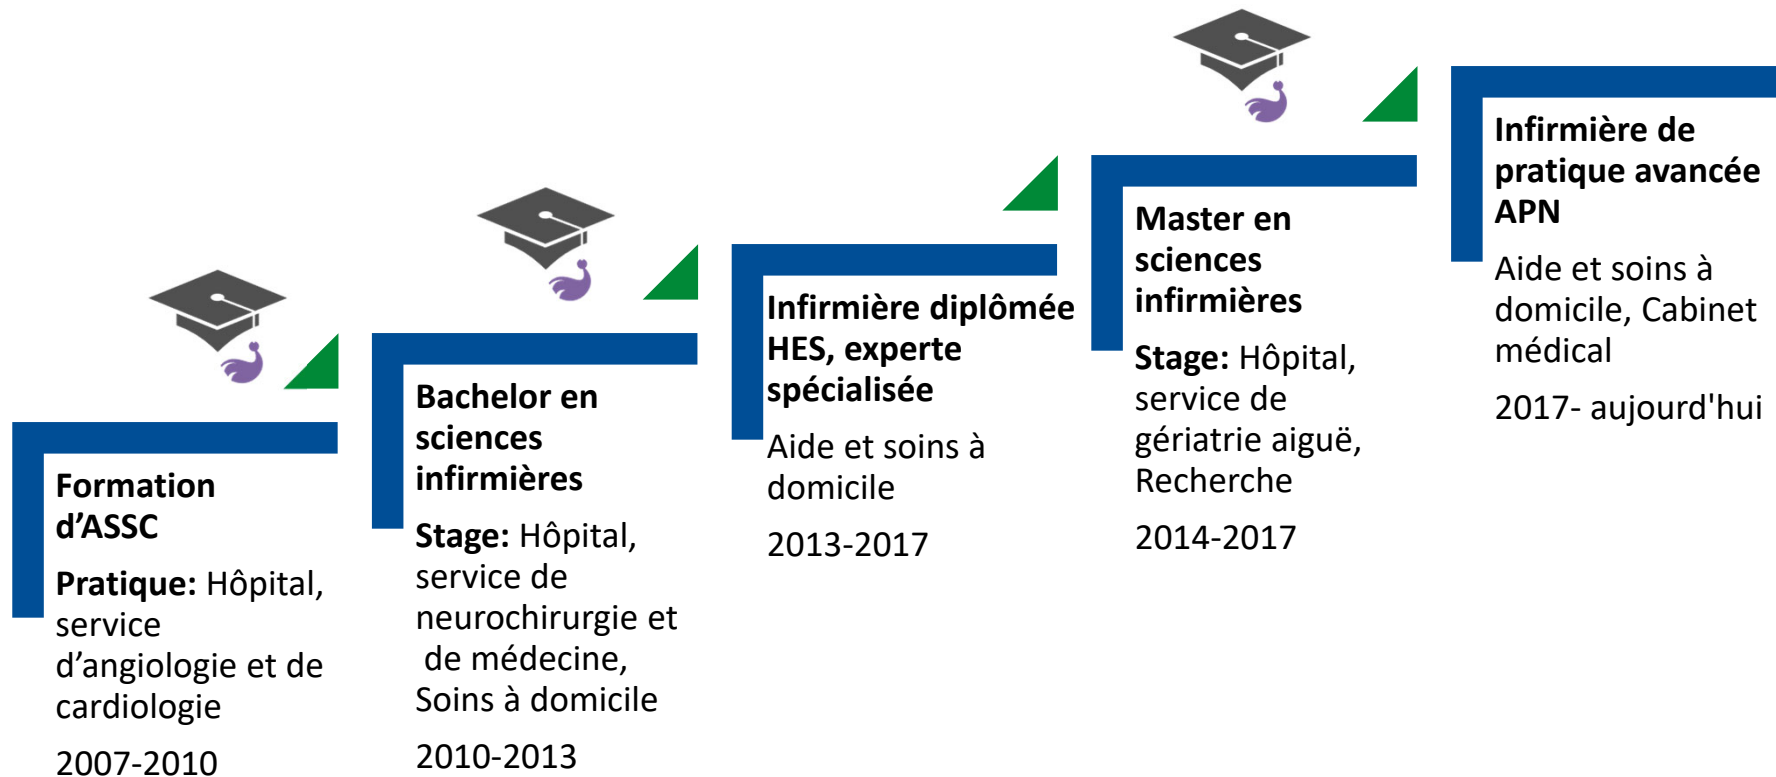 Formation
d’ASSC
Pratique: Hôpital,
service
d’angiologie et de
cardiologie
2007-2010
Bachelor en
sciences
infirmières
Stage: Hôpital,
service de
neurochirurgie et
de médecine,
Soins à domicile
2010-2013
Infirmière diplômée
HES, experte
spécialisée
Aide et soins à
domicile
2013-2017
Master en
sciences
infirmières
Stage: Hôpital,
service de
gériatrie aiguë,
Recherche
2014-2017
Infirmière de
pratique avancée
APN
Aide et soins à
domicile, Cabinet
médical
2017- aujourd'hui